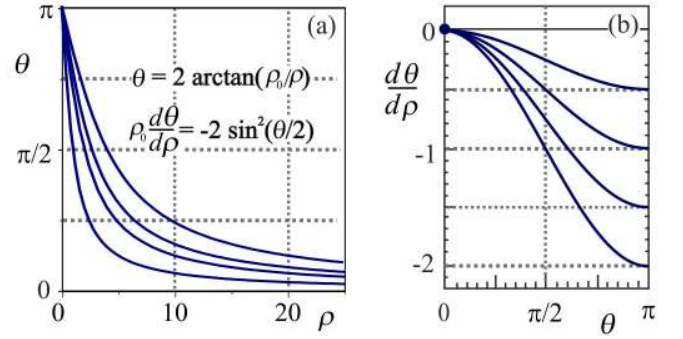 π
(a)
θ
θ = 2 arctan(ρ₀/ρ)
ρ₀ dθ/dρ = -2 sin²(θ/2)
π/2
0
0
10
20
ρ
(b)
0
dθ/dρ
-1
-2
0
π/2
θ
π